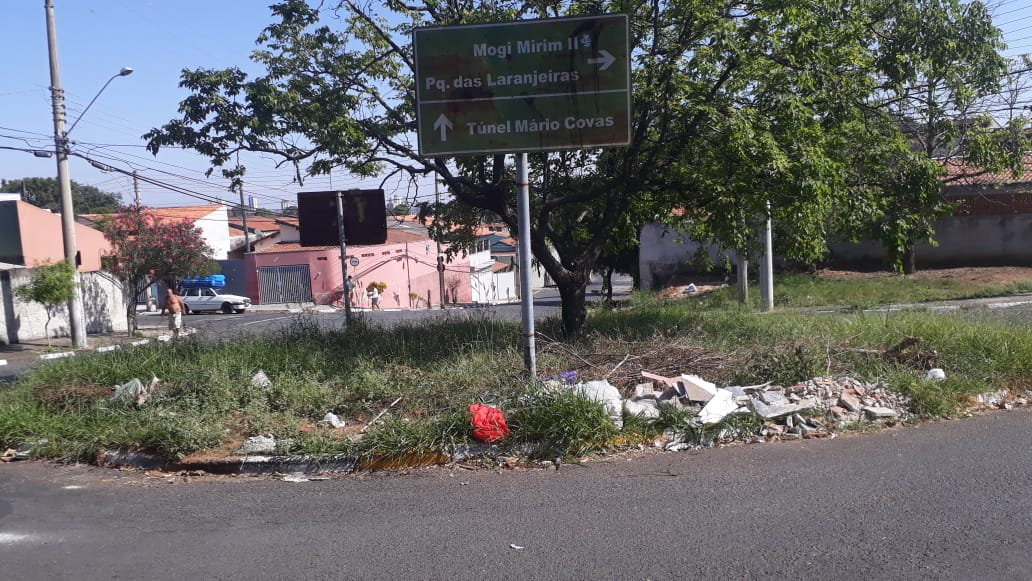 Mogi Mirim II
Pq. das Laranjeiras
Túnel Mário Covas